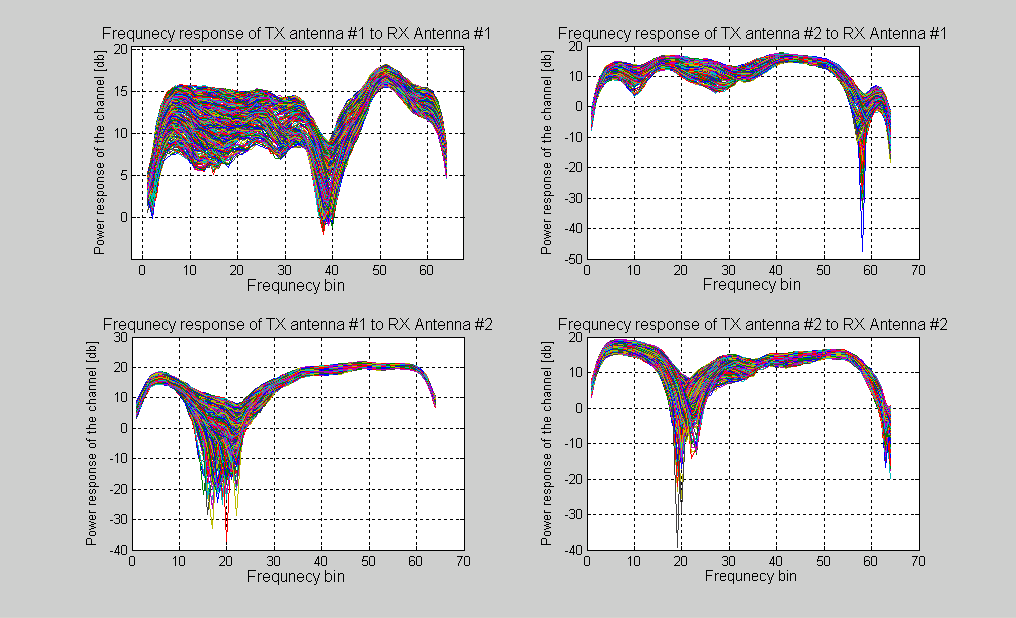 Frequnecy response of TX antenna #1 to RX Antenna #1
Power response of the channel [db]
20
15
10
5
0
0 10 20 30 40 50 60
Frequnecy bin
Frequnecy response of TX antenna #2 to RX Antenna #1
Power response of the channel [db]
20
10
0
-10
-20
-30
-40
-50
0 10 20 30 40 50 60 70
Frequnecy bin
Frequnecy response of TX antenna #1 to RX Antenna #2
Power response of the channel [db]
30
20
10
0
-10
-20
-30
-40
0 10 20 30 40 50 60 70
Frequnecy bin
Frequnecy response of TX antenna #2 to RX Antenna #2
Power response of the channel [db]
20
10
0
-10
-20
-30
-40
0 10 20 30 40 50 60 70
Frequnecy bin